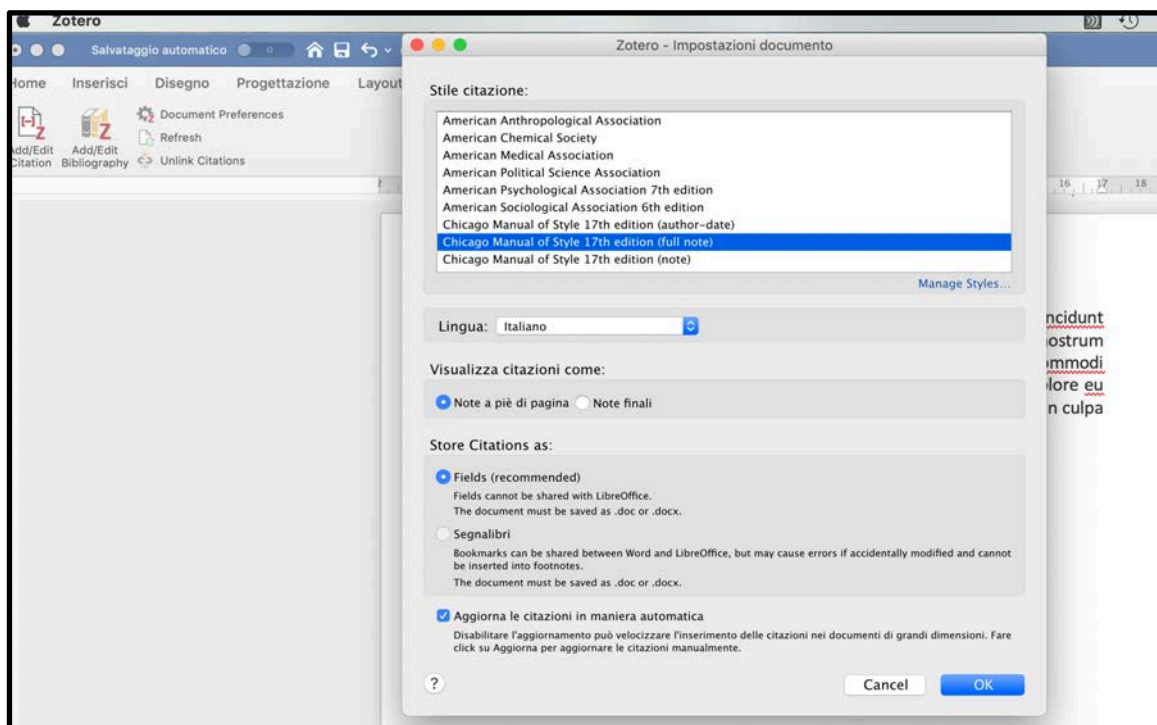 Zotero
Salvataggio automatico
Zotero - Impostazioni documento
Home Inserisci Disegno Progettazione Layout
Document Preferences
Refresh
Unlink Citations
Add/Edit Citation
Add/Edit Bibliography
Stile citazione:
American Anthropological Association
American Chemical Society
American Medical Association
American Political Science Association
American Psychological Association 7th edition
American Sociological Association 6th edition
Chicago Manual of Style 17th edition (author-date)
Chicago Manual of Style 17th edition (full note)
Chicago Manual of Style 17th edition (note)
Manage Styles...
Lingua: Italiano
Visualizza citazioni come:
Note a piè di pagina Note finali
Store Citations as:
Fields (recommended)
Fields cannot be shared with LibreOffice.
The document must be saved as .doc or .docx.
Segnalibri
Bookmarks can be shared between Word and LibreOffice, but may cause errors if accidentally modified and cannot
be inserted into footnotes.
The document must be saved as .doc or .docx.
Aggiorna le citazioni in maniera automatica
Disabilitare l'aggiornamento può velocizzare l'inserimento delle citazioni nei documenti di grandi dimensioni. Fare
click su Aggiorna per aggiornare le citazioni manualmente.
?
Cancel OK
16 17 18
ncidunt
nostrum
ommodi
lore eu
n culpa